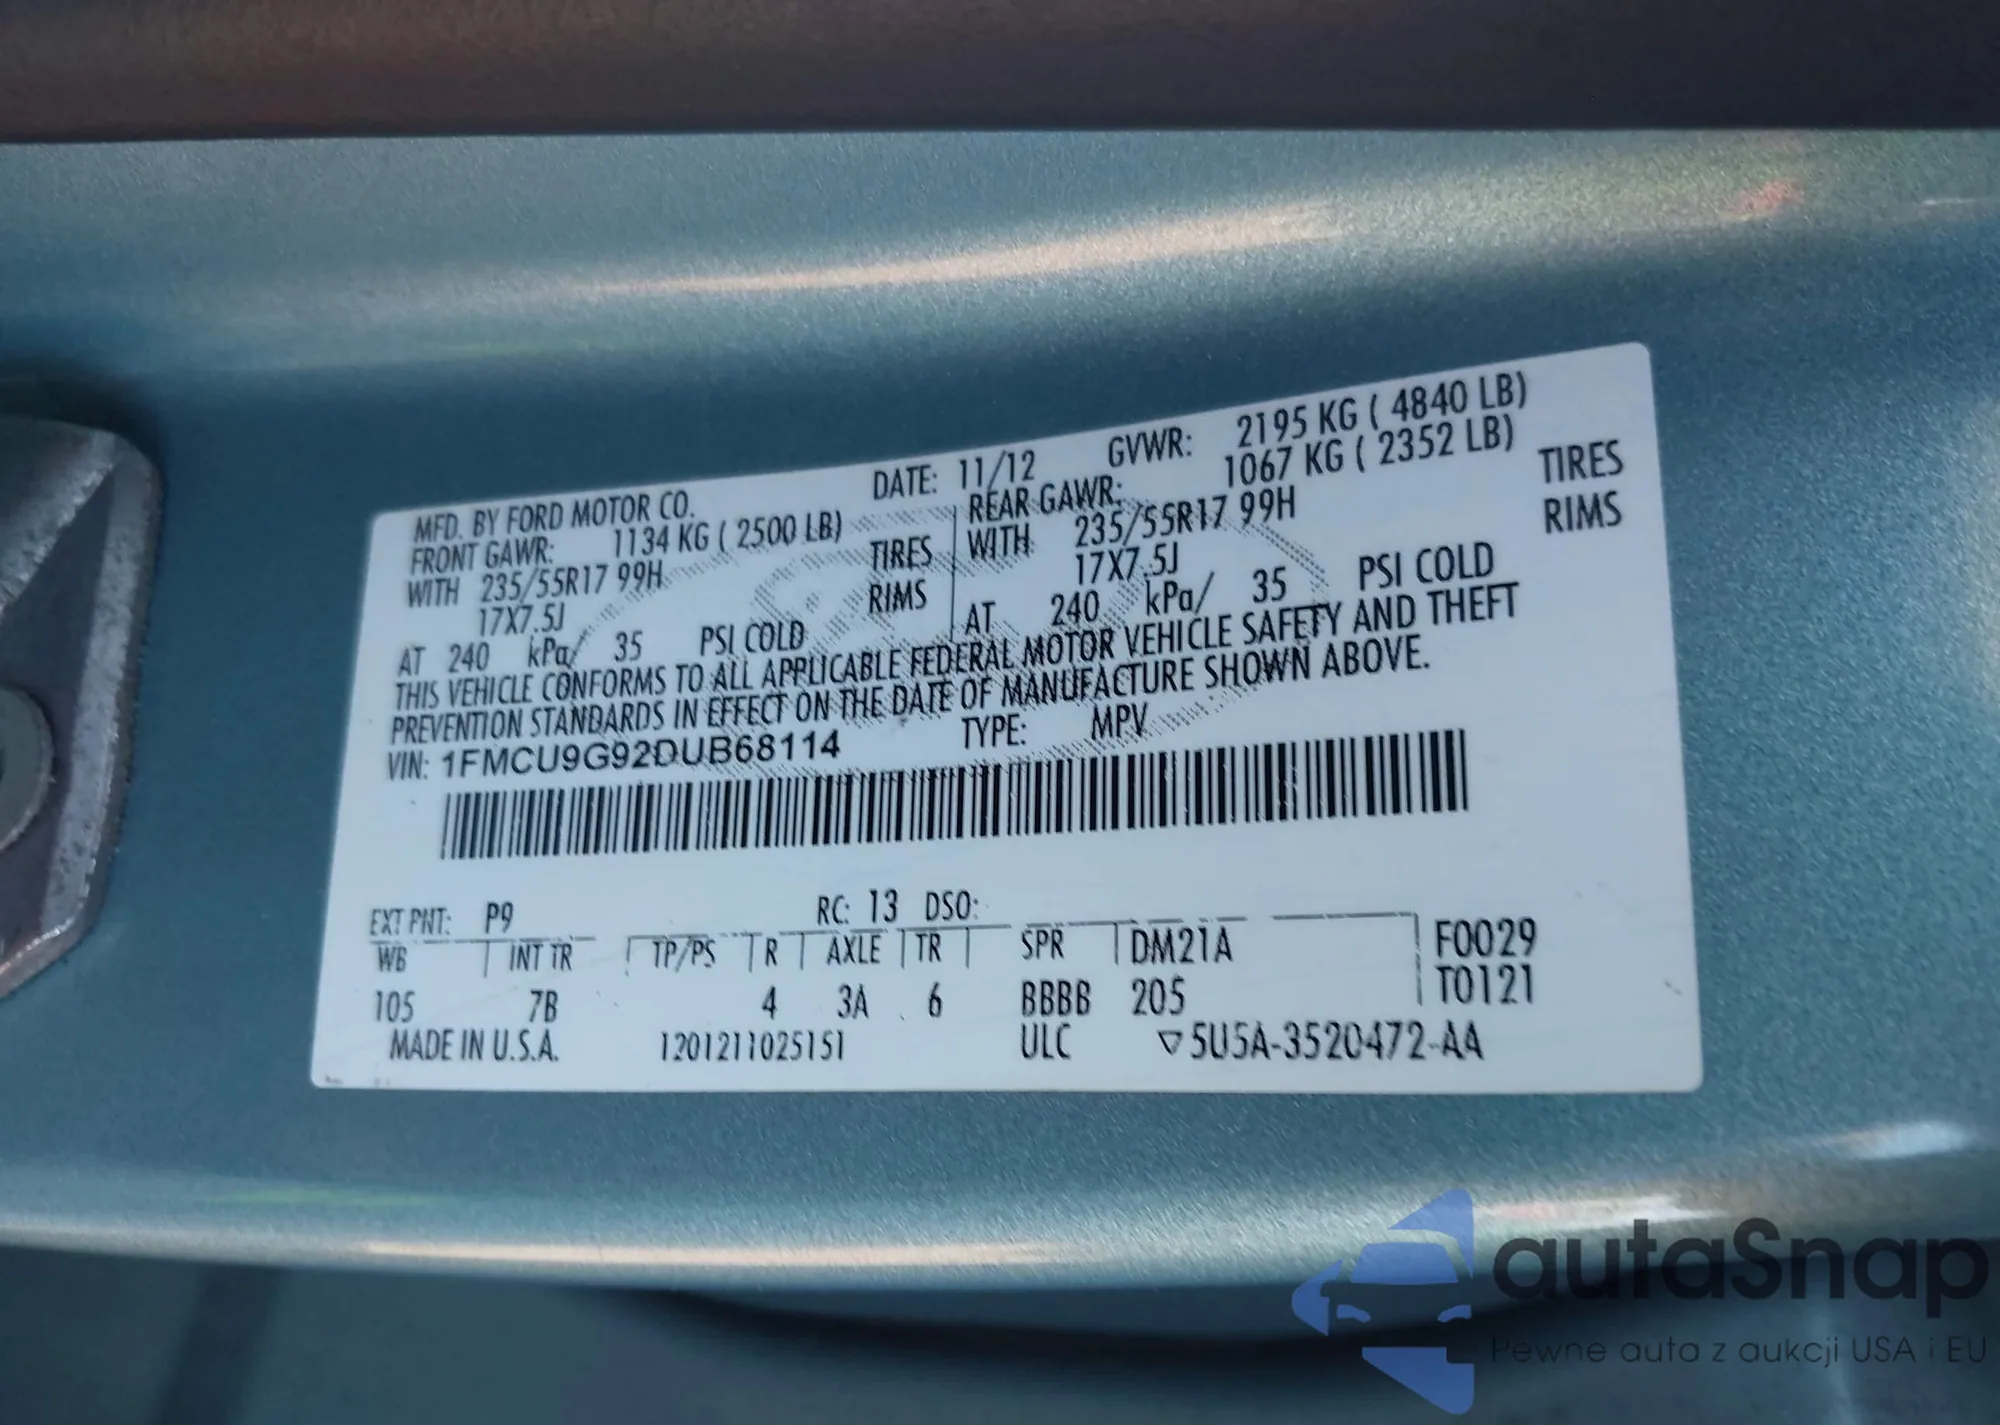 MFD. BY FORD MOTOR CO. DATE: 11/12 GVWR: 2195 KG ( 4840 LB)
FRONT GAWR: 1134 KG ( 2500 LB) REAR GAWR: 1067 KG ( 2352 LB)
WITH 235/55R17 99H TIRES WITH 235/55R17 99H TIRES
17X7.5J RIMS 17X7.5J RIMS
AT 240 kPa/ 35 PSI COLD AT 240 kPa/ 35 PSI COLD
THIS VEHICLE CONFORMS TO ALL APPLICABLE FEDERAL MOTOR VEHICLE SAFETY AND THEFT
PREVENTION STANDARDS IN EFFECT ON THE DATE OF MANUFACTURE SHOWN ABOVE.
VIN: 1FMCU9G92DUB68114 TYPE: MPV
EXT PNT: P9 RC: 13 DSO:
WB INT TR TP/PS R AXLE TR SPR DM21A F0029
105 7B 4 3A 6 BBBB 205 T0121
MADE IN U.S.A. 1201211025151 ULC ▽5U5A-3520472-AA
autaSnap
Pewne auta z aukcji USA i EU